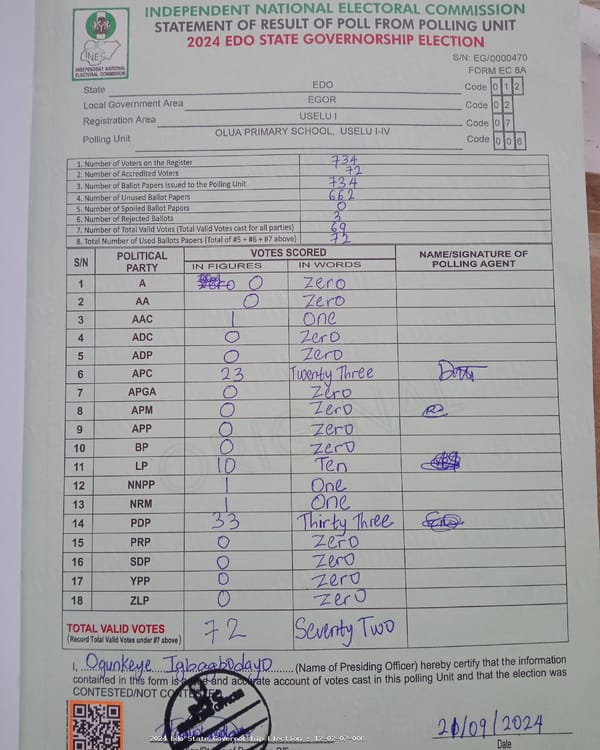 INDEPENDENT NATIONAL ELECTORAL COMMISSION
STATEMENT OF RESULT OF POLL FROM POLLING UNIT
2024 EDO STATE GOVERNORSHIP ELECTION
INEC
INDEPENDENT NATIONAL ELECTORAL COMMISSION
S/N: EG/0000470
FORM EC 8A
State EDO Code 0 1 2
Local Government Area EGOR Code 0 2
Registration Area USELU I Code 0 7
Polling Unit OLUA PRIMARY SCHOOL, USELU I-IV Code 0 0 6
1. Number of Voters on the Register 734
2. Number of Accredited Voters 72
3. Number of Ballot Papers Issued to the Polling Unit 734
4. Number of Unused Ballot Papers 662
5. Number of Spoiled Ballot Papers 0
6. Number of Rejected Ballots 3
7. Number of Total Valid Votes (Total Valid Votes cast for all parties) 69
8. Total Number of Used Ballots Papers (Total of #5 + #6 + #7 above) 72
S/N POLITICAL PARTY VOTES SCORED NAME/SIGNATURE OF POLLING AGENT
IN FIGURES IN WORDS
1 A 0 Zero
2 AA 0 Zero
3 AAC 1 One
4 ADC 0 Zero
5 ADP 0 Zero
6 APC 23 Twenty Three
7 APGA 0 Zero
8 APM 0 Zero
9 APP 0 Zero
10 BP 0 Zero
11 LP 10 Ten
12 NNPP 1 One
13 NRM 1 One
14 PDP 33 Thirty Three
15 PRP 0 Zero
16 SDP 0 Zero
17 YPP 0 Zero
18 ZLP 0 Zero
TOTAL VALID VOTES 72 Seventy Two
(Record Total Valid Votes under #7 above)
I, Ogunkeye Igbagbodayo (Name of Presiding Officer) hereby certify that the information
contained in this form is a true and accurate account of votes cast in this polling Unit and that the election was
CONTESTED/NOT CONTESTED
21/09/2024
2024 Edo State Governorship Election - 12-02-07-006
Date